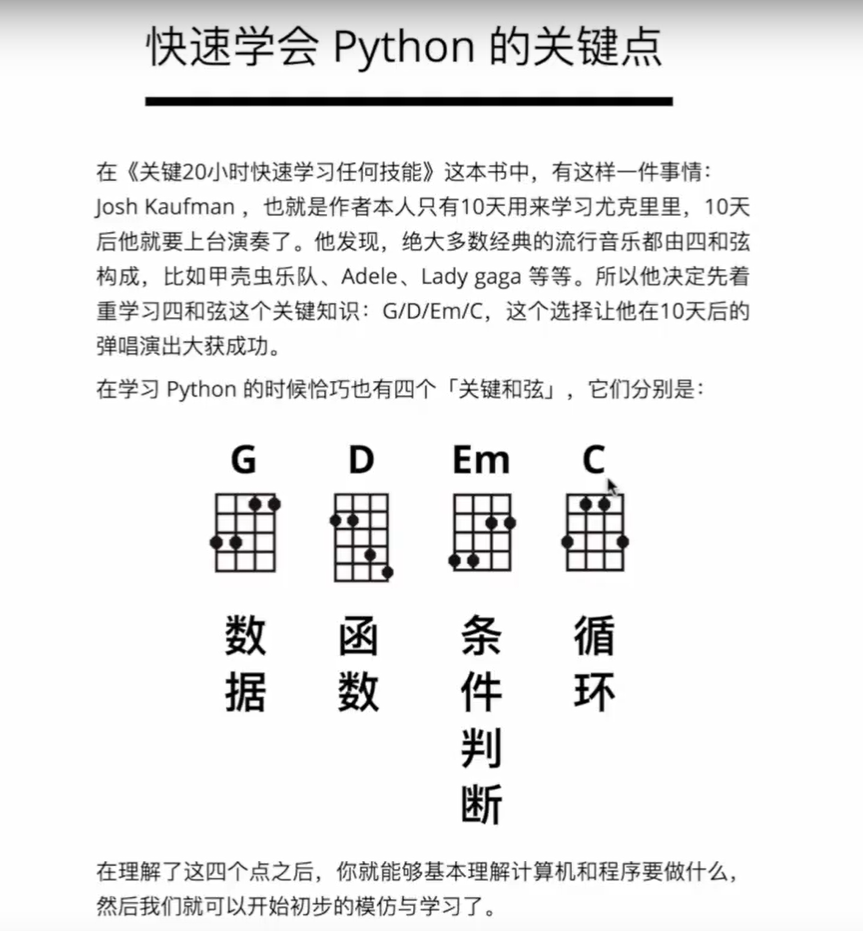 快速学会 Python 的关键点
在《关键20小时快速学习任何技能》这本书中，有这样一件事情：
Josh Kaufman ，也就是作者本人只有10天用来学习尤克里里，10天
后他就要上台演奏了。他发现，绝大多数经典的流行音乐都由四和弦
构成，比如甲壳虫乐队、Adele、Lady gaga 等等。所以他决定先着
重学习四和弦这个关键知识：G/D/Em/C，这个选择让他在10天后的
弹唱演出大获成功。
在学习 Python 的时候恰巧也有四个「关键和弦」，它们分别是：
G D Em C
数据 函数 条件判断 循环
在理解了这四个点之后，你就能够基本理解计算机和程序要做什么，
然后我们就可以开始初步的模仿与学习了。